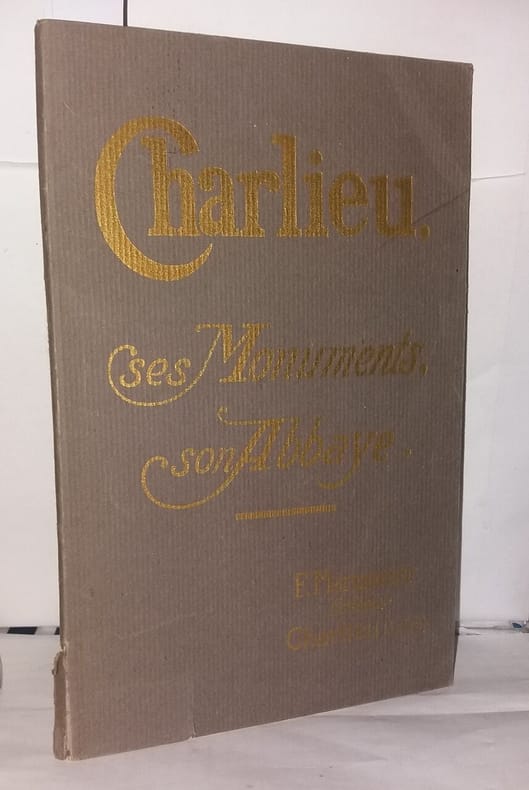 Charlieu.
ses Monuments.
son Abbaye.
E.